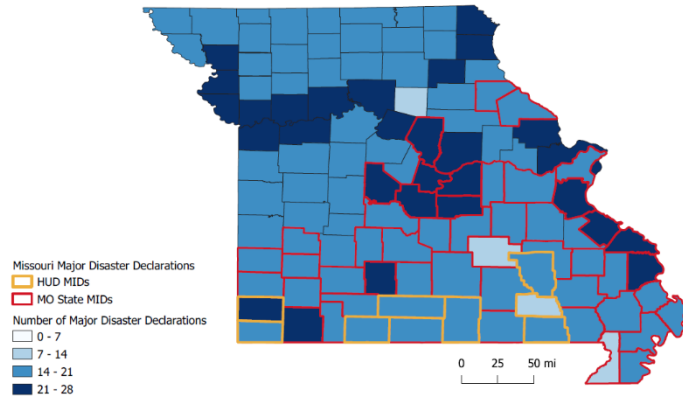 Missouri Major Disaster Declarations
HUD MIDs
MO State MIDs
Number of Major Disaster Declarations
0 - 7
7 - 14
14 - 21
21 - 28
0 25 50 mi